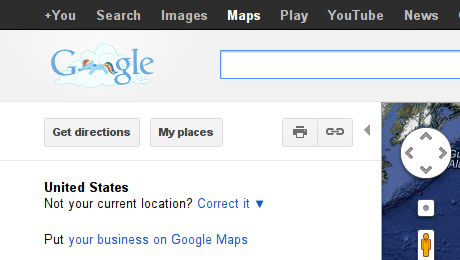 +You Search Images Maps Play YouTube News
Google
Get directions My places
United States
Not your current location? Correct it ▼
Put your business on Google Maps